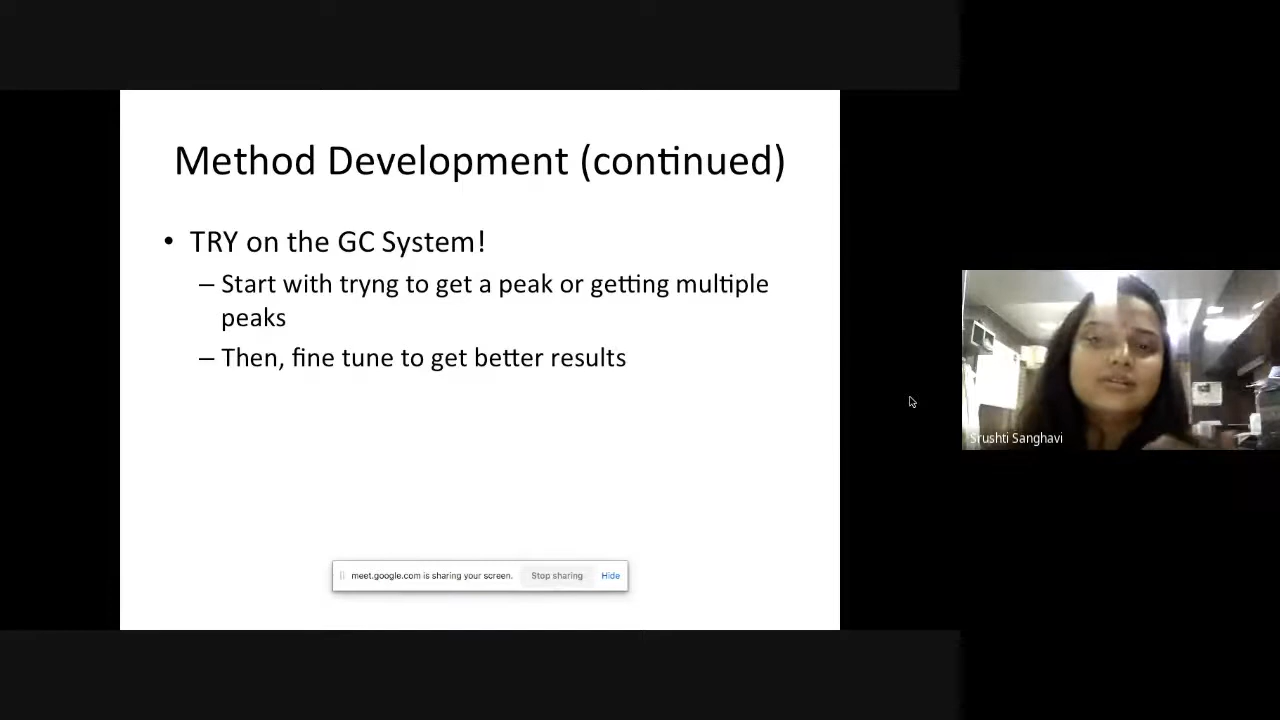 Method Development (continued)
• TRY on the GC System!
– Start with tryng to get a peak or getting multiple
peaks
– Then, fine tune to get better results
Srushti Sanghavi
meet.google.com is sharing your screen. Stop sharing Hide